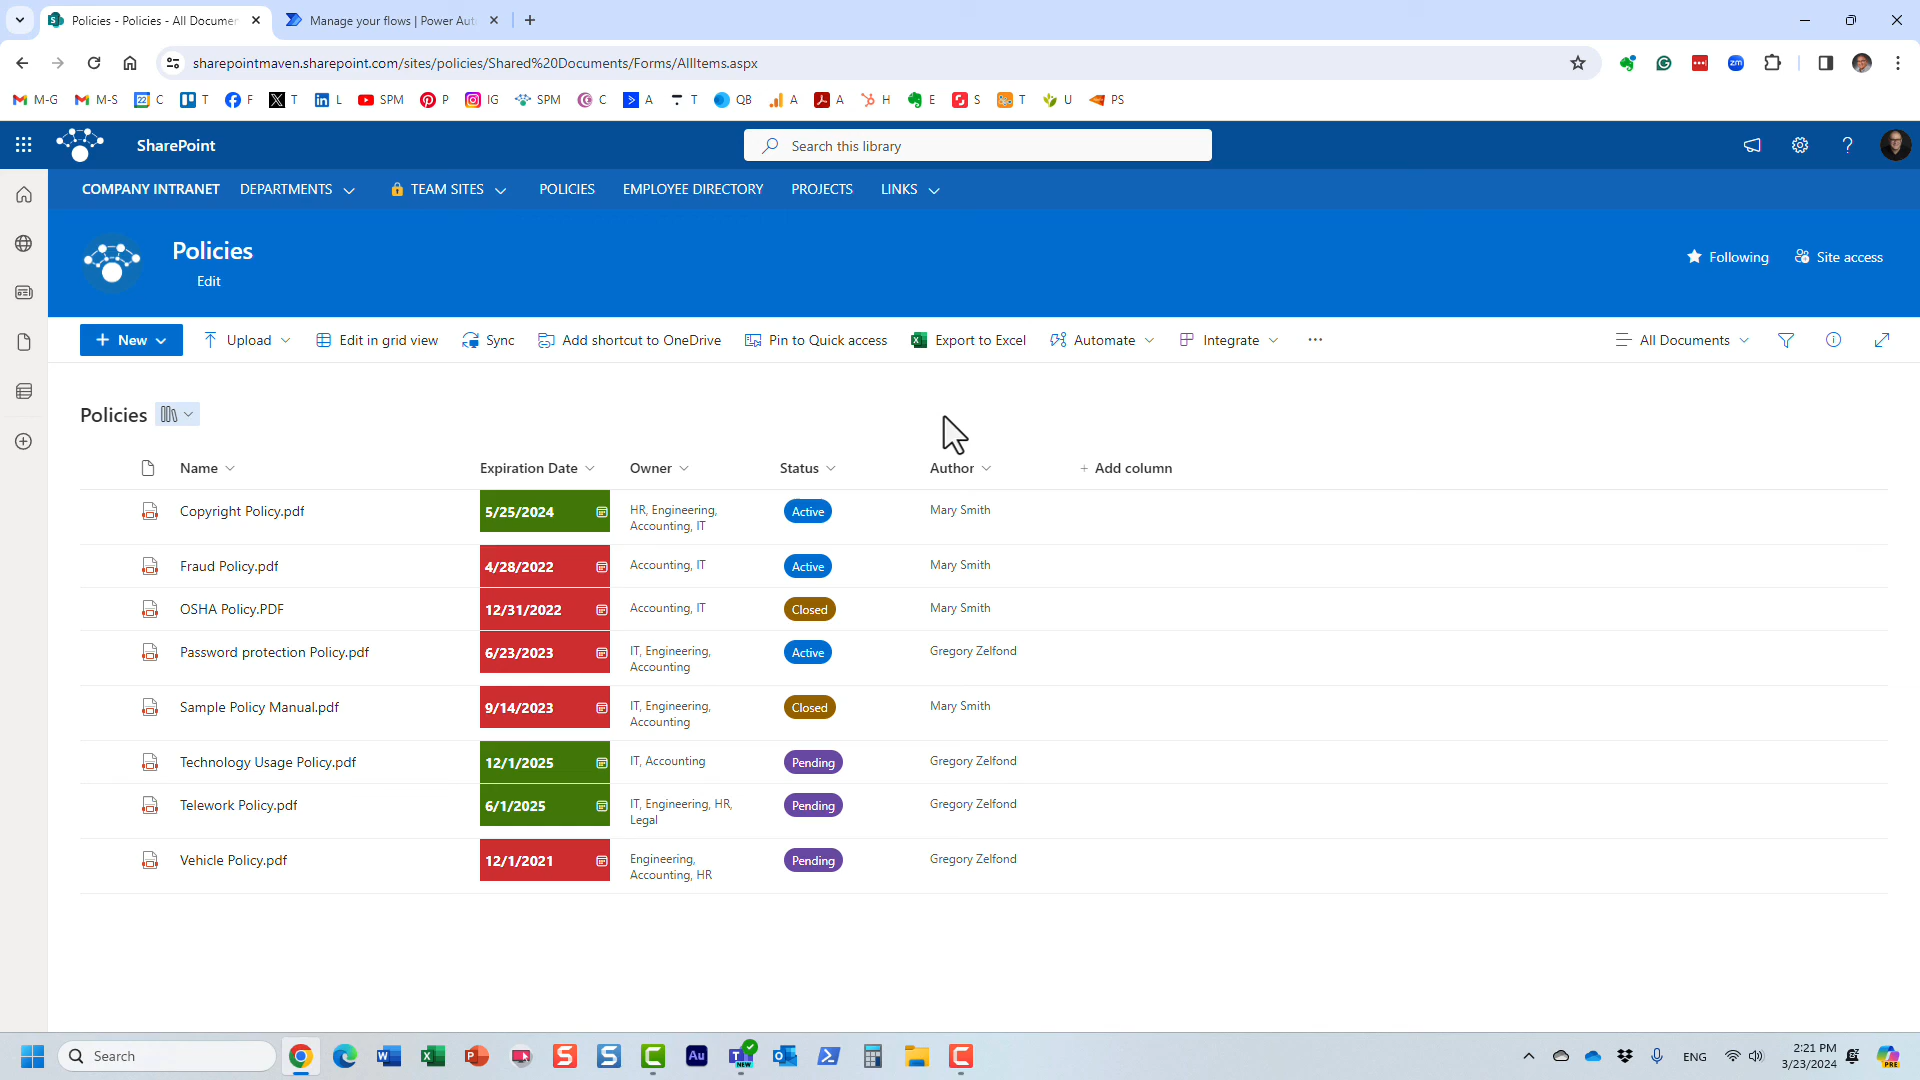 Policies - Policies - All Documen
Manage your flows | Power Aut
sharepointmaven.sharepoint.com/sites/policies/Shared%20Documents/Forms/AllItems.aspx
M-G
M-S
C
T
F
T
L
SPM
P
IG
SPM
C
A
T
QB
A
A
H
E
S
T
U
PS
SharePoint
Search this library
COMPANY INTRANET
DEPARTMENTS
TEAM SITES
POLICIES
EMPLOYEE DIRECTORY
PROJECTS
LINKS
Policies
Edit
Following
Site access
New
Upload
Edit in grid view
Sync
Add shortcut to OneDrive
Pin to Quick access
Export to Excel
Automate
Integrate
All Documents
Policies
Name Expiration Date Owner Status Author + Add column
Copyright Policy.pdf 5/25/2024 HR, Engineering, Active Mary Smith
Accounting, IT
Fraud Policy.pdf 4/28/2022 Accounting, IT Active Mary Smith
OSHA Policy.PDF 12/31/2022 Accounting, IT Closed Mary Smith
Password protection Policy.pdf 6/23/2023 IT, Engineering, Active Gregory Zelfond
Accounting
Sample Policy Manual.pdf 9/14/2023 IT, Engineering, Closed Mary Smith
Accounting
Technology Usage Policy.pdf 12/1/2025 IT, Accounting Pending Gregory Zelfond
Telework Policy.pdf 6/1/2025 IT, Engineering, HR, Pending Gregory Zelfond
Legal
Vehicle Policy.pdf 12/1/2021 Engineering, Pending Gregory Zelfond
Accounting, HR
Search
ENG
2:21 PM
3/23/2024